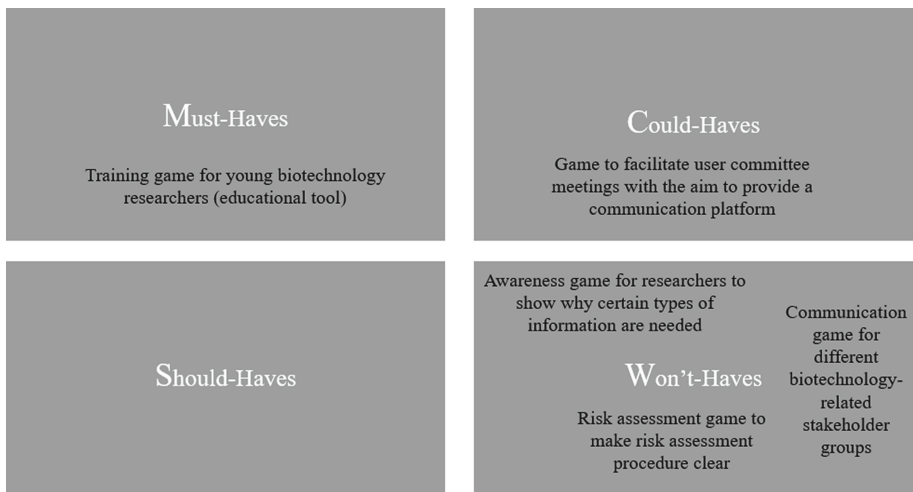 Must-Haves
Training game for young biotechnology
researchers (educational tool)
Could-Haves
Game to facilitate user committee
meetings with the aim to provide a
communication platform
Should-Haves
Awareness game for researchers to
show why certain types of
information are needed
Won’t-Haves
Risk assessment game to
make risk assessment
procedure clear
Communication
game for
different
biotechnology-
related
stakeholder
groups